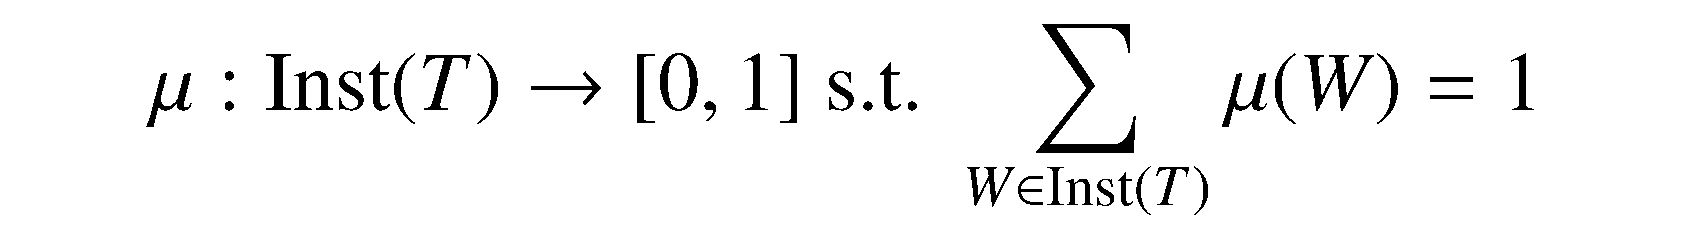 μ : Inst(T) → [0, 1] s.t. ∑_{W∈Inst(T)} μ(W) = 1